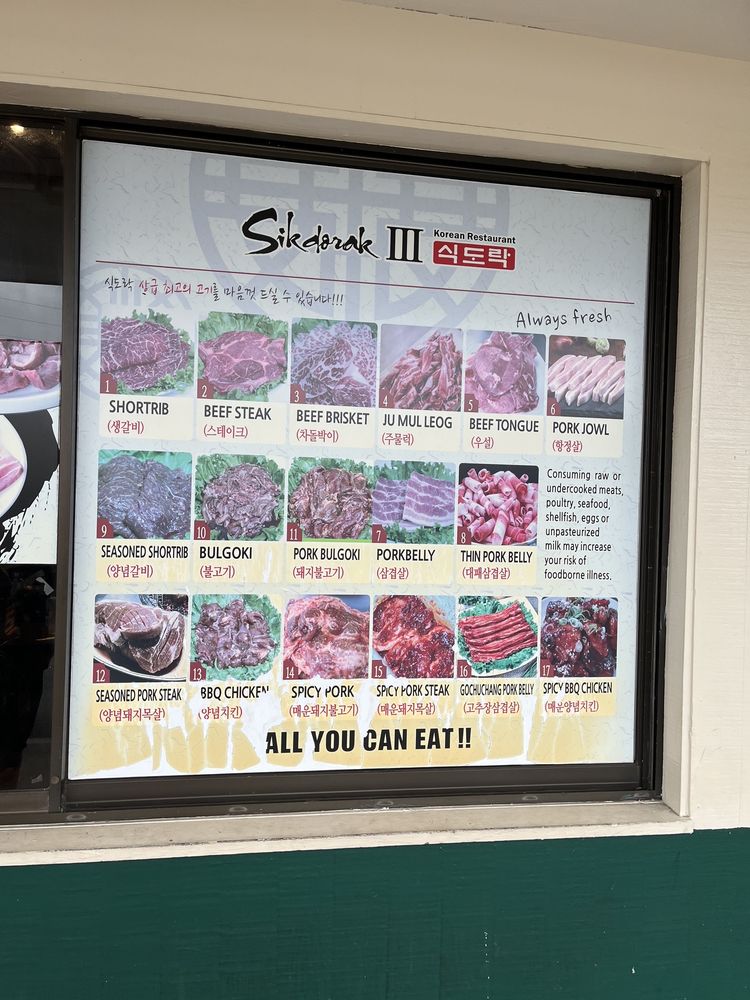 Sikdorak III
Korean Restaurant
식도락
식도락 살급 최고의 고기를 마음껏 드실 수 있습니다!!!
Always fresh
1
2
3
4
5
6
SHORTRIB
BEEF STEAK
BEEF BRISKET
JU MUL LEOG
BEEF TONGUE
PORK JOWL
(생갈비)
(스테이크)
(차돌박이)
(주물럭)
(우설)
(항정살)
9
10
11
7
8
SEASONED SHORTRIB
BULGOKI
PORK BULGOKI
PORKBELLY
THIN PORK BELLY
(양념갈비)
(불고기)
(돼지불고기)
(삼겹살)
(대패삼겹살)
Consuming raw or
undercooked meats,
poultry, seafood,
shellfish, eggs or
unpasteurized
milk may increase
your risk of
foodborne illness.
12
13
14
15
16
17
SEASONED PORK STEAK
BBQ CHICKEN
SPICY PORK
SPICY PORK STEAK
GOCHUCHANG PORK BELLY
SPICY BBQ CHICKEN
(양념돼지목살)
(양념치킨)
(매운돼지불고기)
(매운돼지목살)
(고추장삼겹살)
(매운양념치킨)
ALL YOU CAN EAT!!